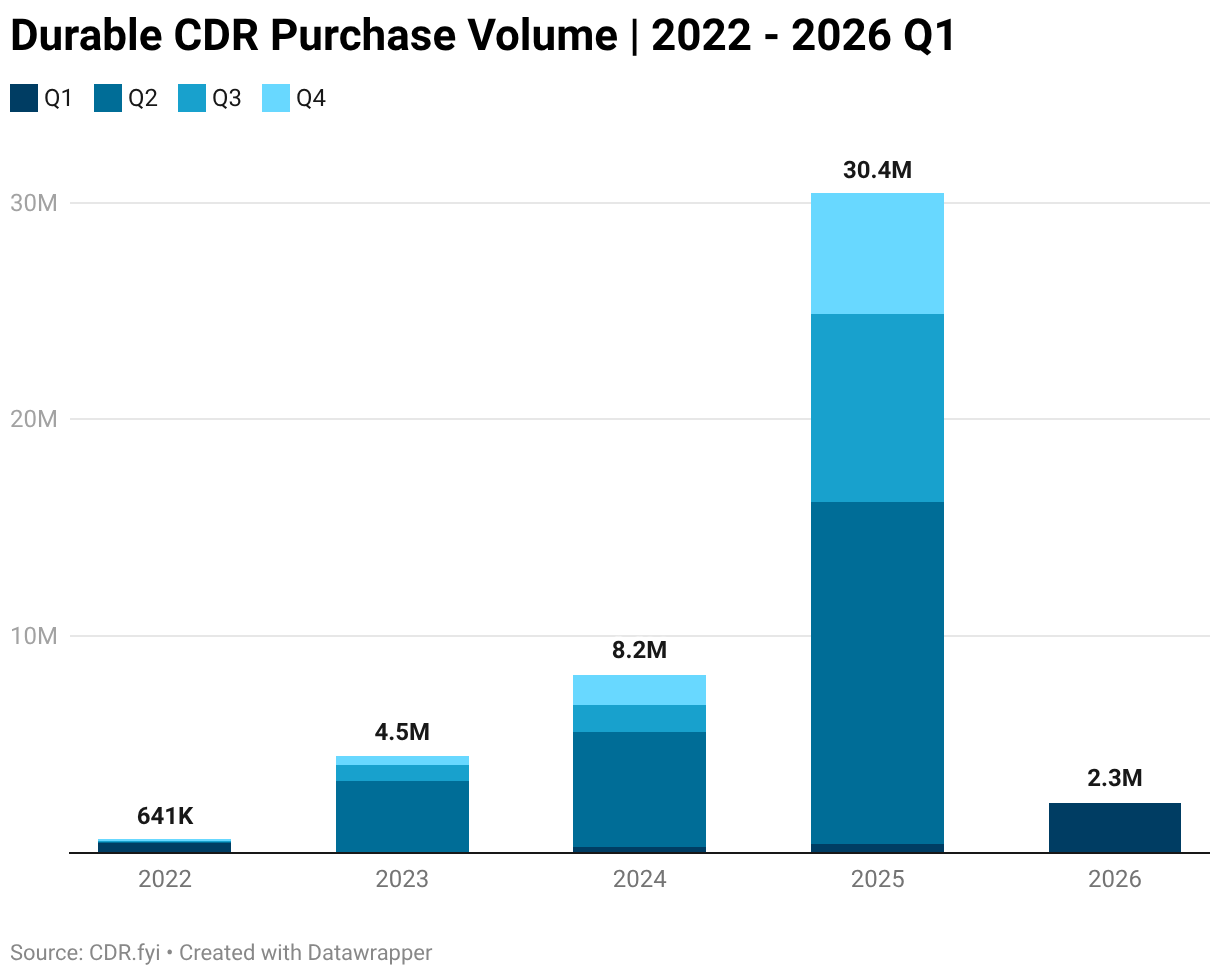 Durable CDR Purchase Volume | 2022 - 2026 Q1
Q1 Q2 Q3 Q4
30.4M
30M
20M
10M
8.2M
4.5M
2.3M
641K
2022 2023 2024 2025 2026
Source: CDR.fyi • Created with Datawrapper